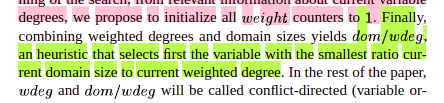 ning of the search, from relevant information about current variable
degrees, we propose to initialize all weight counters to 1. Finally,
combining weighted degrees and domain sizes yields dom/wdeg,
an heuristic that selects first the variable with the smallest ratio cur-
rent domain size to current weighted degree. In the rest of the paper,
wdeg and dom/wdeg will be called conflict-directed (variable or-